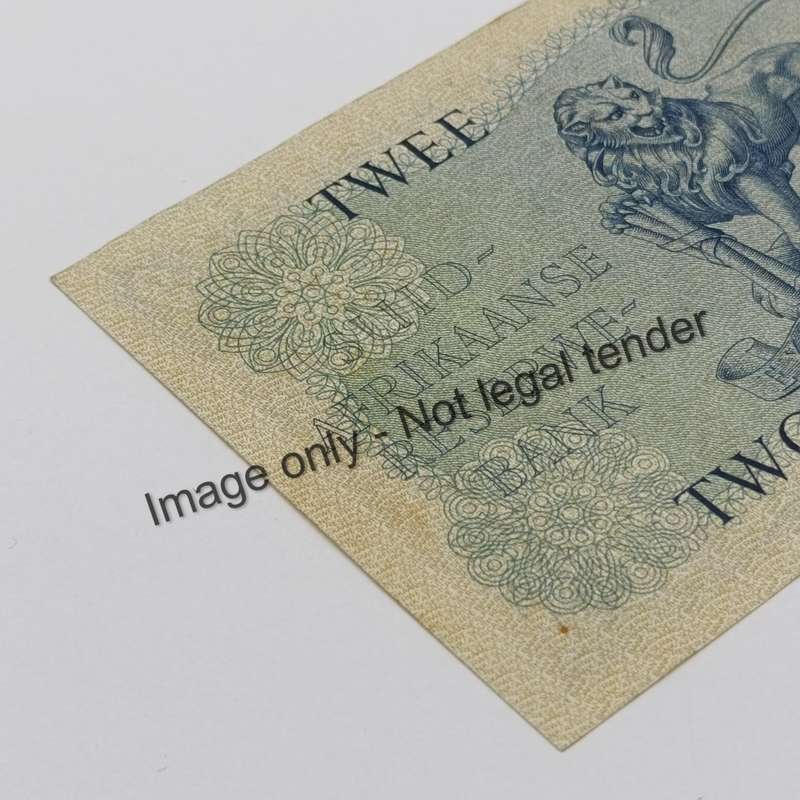 TWEE
SUID-
AFRIKAANSE
RESERWE-
BANK
Image only - Not legal tender
TWO